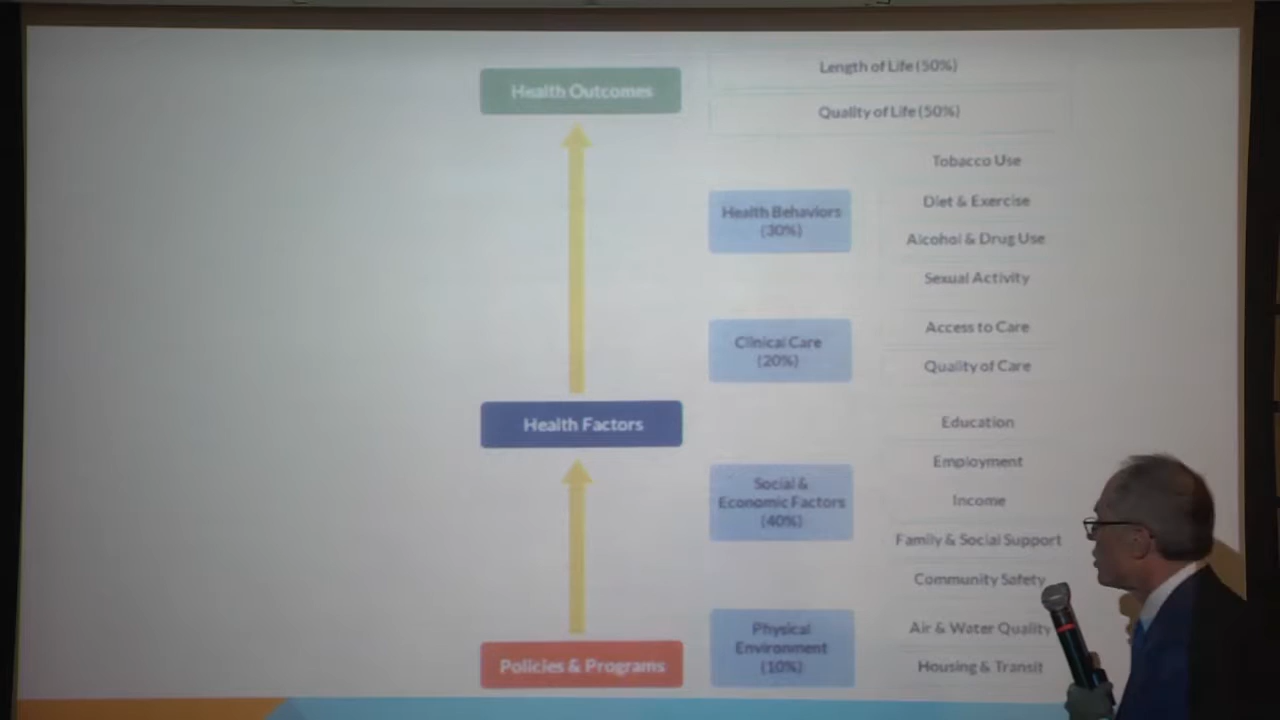 Health Outcomes
Length of Life (50%)
Quality of Life (50%)
Tobacco Use
Health Behaviors
(30%)
Diet & Exercise
Alcohol & Drug Use
Sexual Activity
Clinical Care
(20%)
Access to Care
Quality of Care
Health Factors
Education
Employment
Social &
Economic Factors
(40%)
Income
Family & Social Support
Community Safety
Physical
Environment
(10%)
Air & Water Quality
Housing & Transit
Policies & Programs